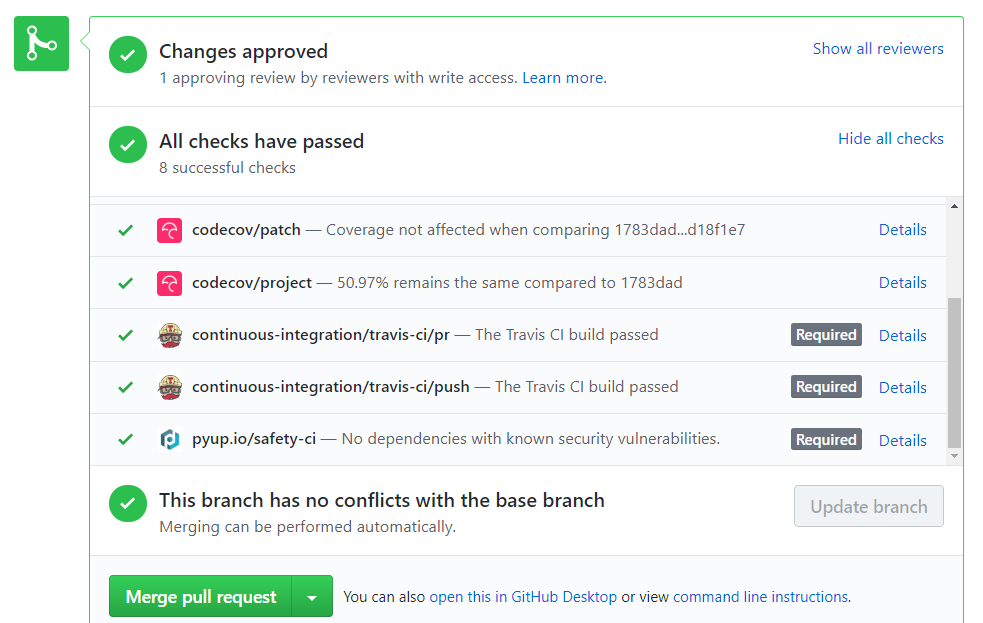 Changes approved
Show all reviewers
1 approving review by reviewers with write access. Learn more.
All checks have passed
Hide all checks
8 successful checks
codecov/patch — Coverage not affected when comparing 1783dad...d18f1e7 Details
codecov/project — 50.97% remains the same compared to 1783dad Details
continuous-integration/travis-ci/pr — The Travis CI build passed Required Details
continuous-integration/travis-ci/push — The Travis CI build passed Required Details
pyup.io/safety-ci — No dependencies with known security vulnerabilities. Required Details
This branch has no conflicts with the base branch
Update branch
Merging can be performed automatically.
Merge pull request You can also open this in GitHub Desktop or view command line instructions.